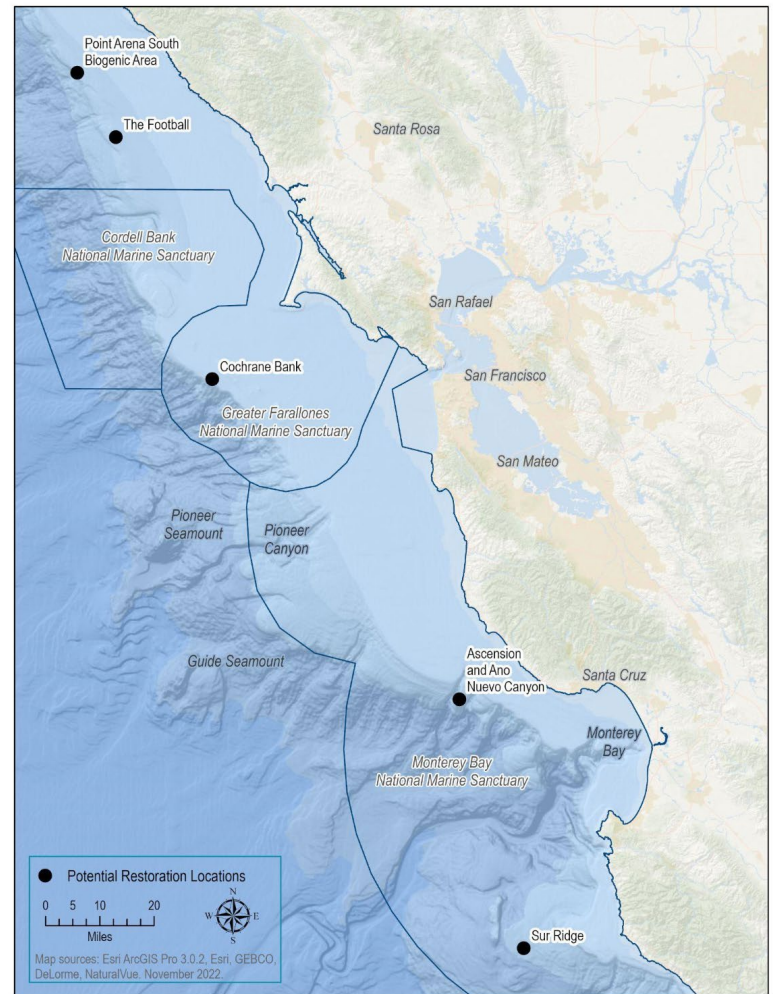 Point Arena South
Biogenic Area
The Football
Santa Rosa
Cordell Bank
National Marine Sanctuary
San Rafael
Cochrane Bank
San Francisco
Greater Farallones
National Marine Sanctuary
San Mateo
Pioneer
Seamount
Pioneer
Canyon
Guide Seamount
Ascension
and Ano
Nuevo Canyon
Santa Cruz
Monterey
Bay
Monterey Bay
National Marine Sanctuary
Sur Ridge
Potential Restoration Locations
0 5 10 20
Miles
N
W E
S
Map sources: Esri ArcGIS Pro 3.0.2, Esri, GEBCO,
DeLorme, NaturalVue. November 2022.